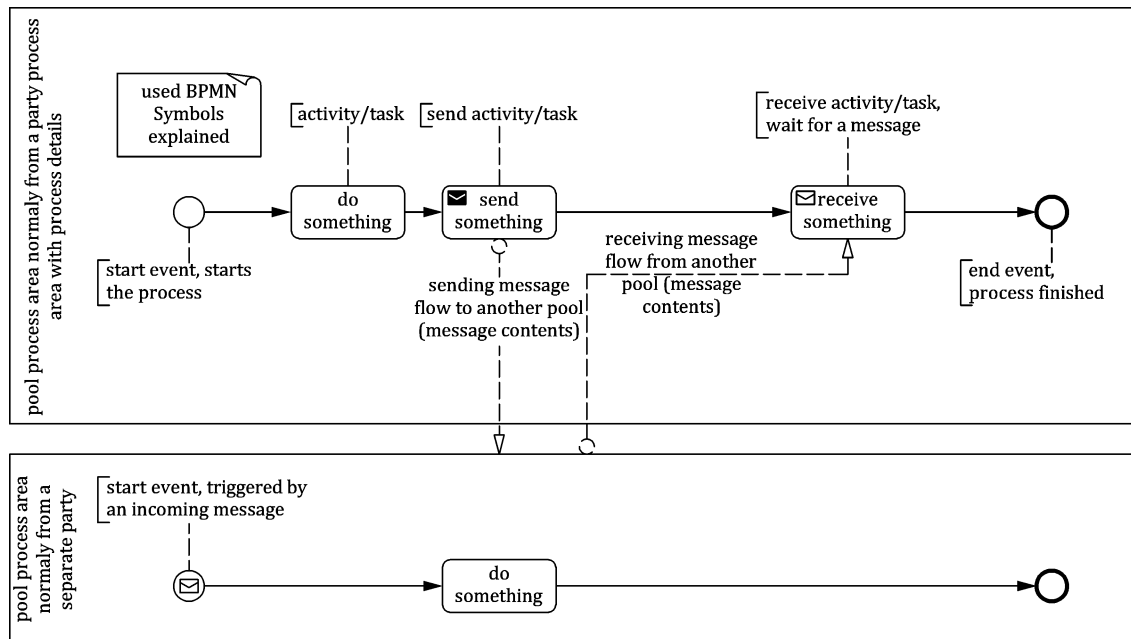 pool process area normaly from a party process
area with process details
used BPMN
Symbols
explained
activity/task
send activity/task
receive activity/task,
wait for a message
do
something
send
something
receive
something
start event, starts
the process
sending message
flow to another pool
(message contents)
receiving message
flow from another
pool (message
contents)
end event,
process finished
pool process area
normaly from a
separate party
start event, triggered by
an incoming message
do
something